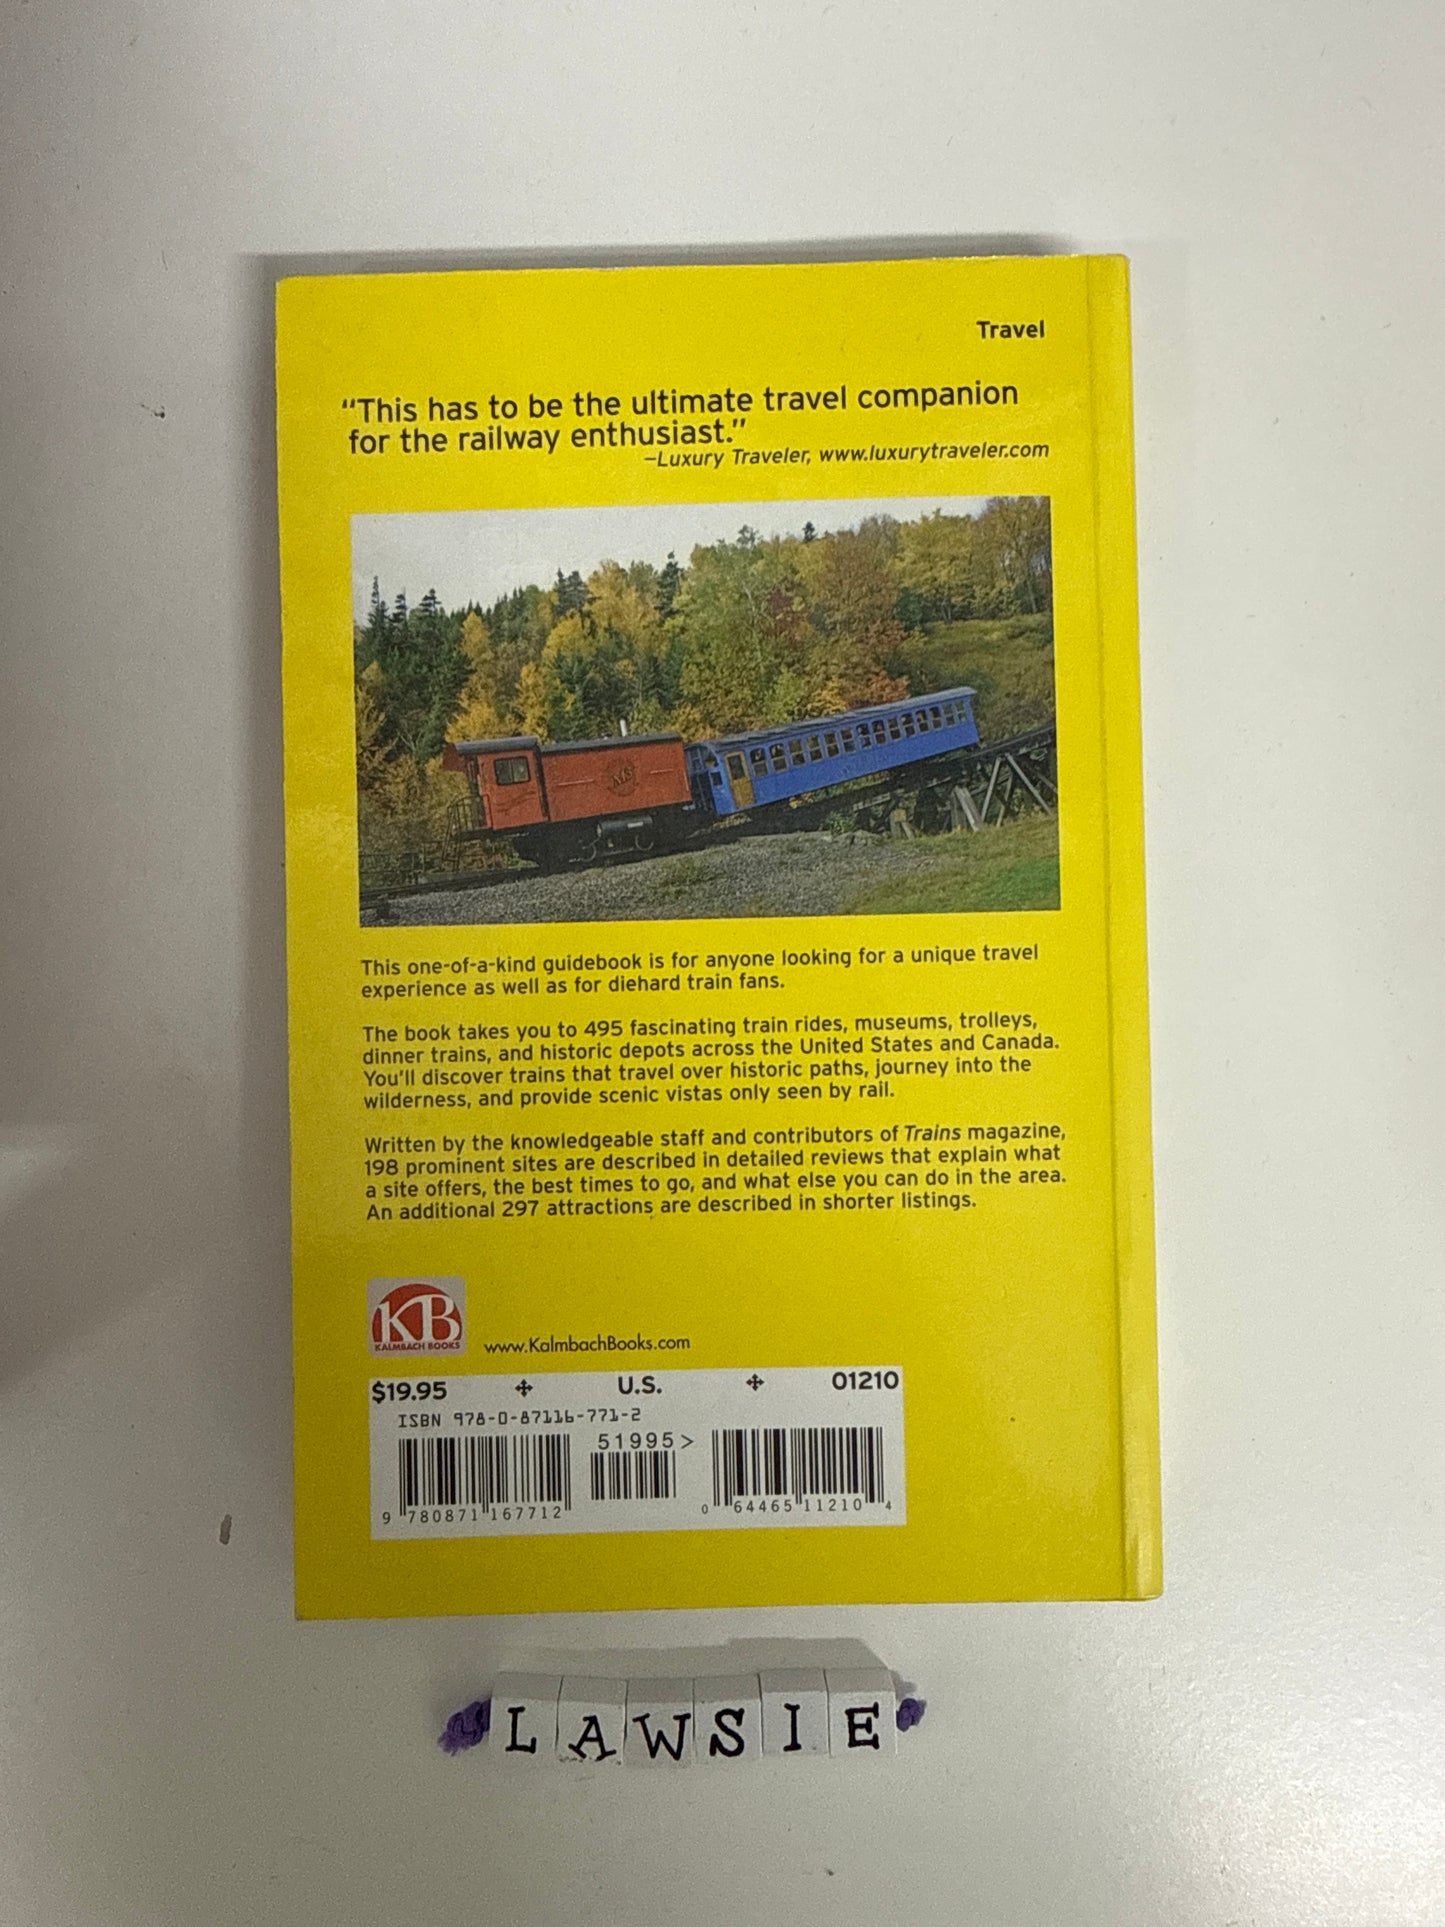 Travel
“This has to be the ultimate travel companion
for the railway enthusiast.”
–Luxury Traveler, www.luxurytraveler.com
This one-of-a-kind guidebook is for anyone looking for a unique travel
experience as well as for diehard train fans.
The book takes you to 495 fascinating train rides, museums, trolleys,
dinner trains, and historic depots across the United States and Canada.
You'll discover trains that travel over historic paths, journey into the
wilderness, and provide scenic vistas only seen by rail.
Written by the knowledgeable staff and contributors of Trains magazine,
198 prominent sites are described in detailed reviews that explain what
a site offers, the best times to go, and what else you can do in the area.
An additional 297 attractions are described in shorter listings.
KB
KALMBACH BOOKS
www.KalmbachBooks.com
$19.95 U.S. 01210
ISBN 978-0-87116-771-2
51995>
9 780871 167712
0 64465 11210 4
LAWSIE